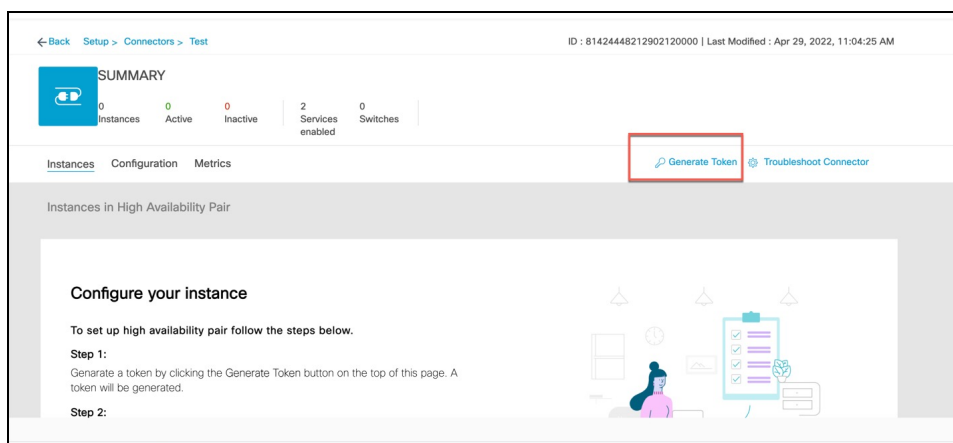 Back Setup > Connectors > Test
ID : 81424448212902120000 | Last Modified : Apr 29, 2022, 11:04:25 AM
SUMMARY
0 0 0 2 0
Instances Active Inactive Services enabled Switches
Instances Configuration Metrics
Generate Token Troubleshoot Connector
Instances in High Availability Pair
Configure your instance
To set up high availability pair follow the steps below.
Step 1:
Genarate a token by clicking the Generate Token button on the top of this page. A
token will be generated.
Step 2: